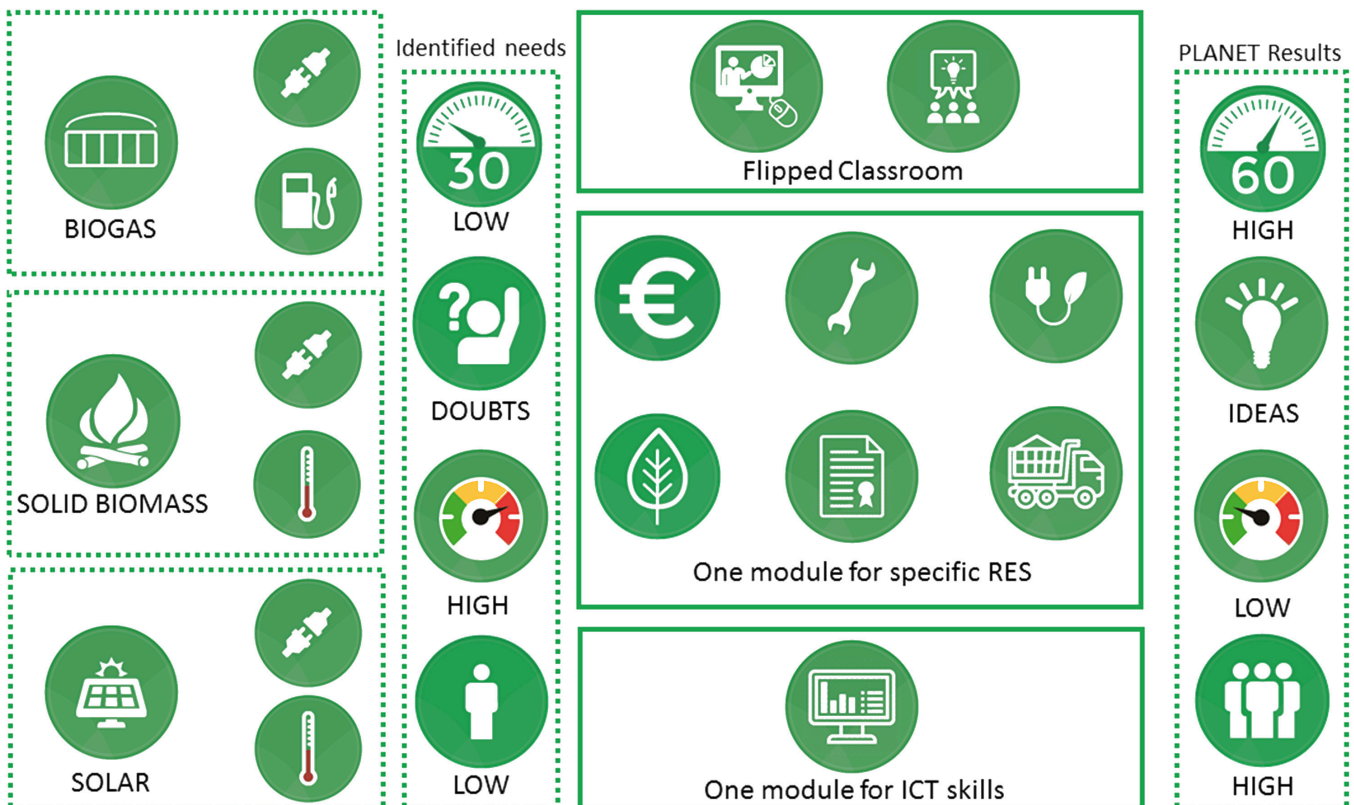 BIOGAS
SOLID BIOMASS
SOLAR
Identified needs
30
LOW
?
DOUBTS
HIGH
LOW
Flipped Classroom
€
One module for specific RES
One module for ICT skills
PLANET Results
60
HIGH
IDEAS
LOW
HIGH